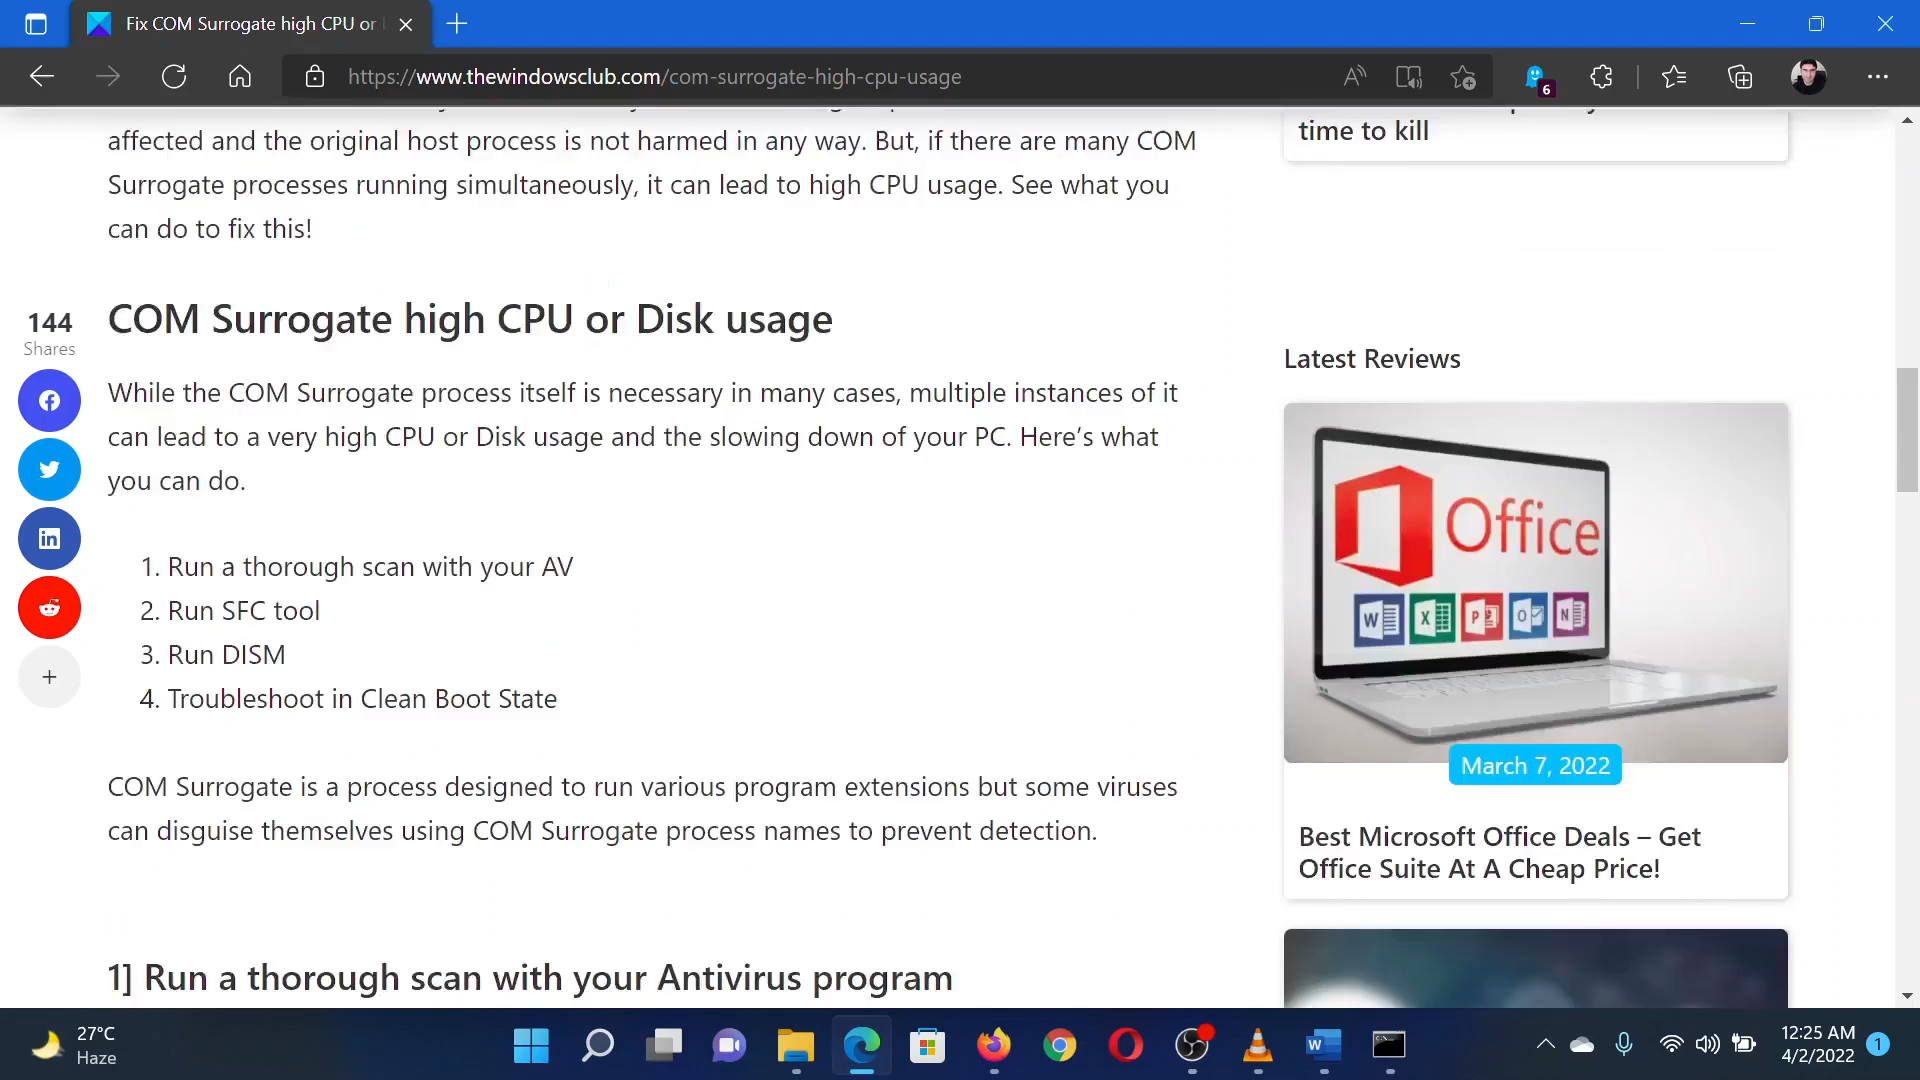 Fix COM Surrogate high CPU or
https://www.thewindowsclub.com/com-surrogate-high-cpu-usage
6
affected and the original host process is not harmed in any way. But, if there are many COM
Surrogate processes running simultaneously, it can lead to high CPU usage. See what you
can do to fix this!
COM Surrogate high CPU or Disk usage
While the COM Surrogate process itself is necessary in many cases, multiple instances of it
can lead to a very high CPU or Disk usage and the slowing down of your PC. Here’s what
you can do.
1. Run a thorough scan with your AV
2. Run SFC tool
3. Run DISM
4. Troubleshoot in Clean Boot State
COM Surrogate is a process designed to run various program extensions but some viruses
can disguise themselves using COM Surrogate process names to prevent detection.
1] Run a thorough scan with your Antivirus program
144
Shares
time to kill
Latest Reviews
Office
March 7, 2022
Best Microsoft Office Deals – Get
Office Suite At A Cheap Price!
27°C
Haze
12:25 AM
4/2/2022
1